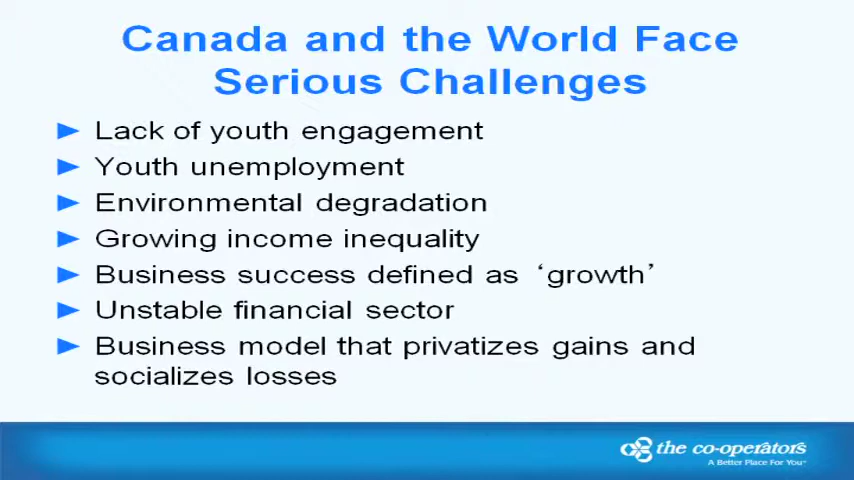 Canada and the World Face
Serious Challenges
Lack of youth engagement
Youth unemployment
Environmental degradation
Growing income inequality
Business success defined as ‘growth’
Unstable financial sector
Business model that privatizes gains and
socializes losses
the co-operators
A Better Place For You™